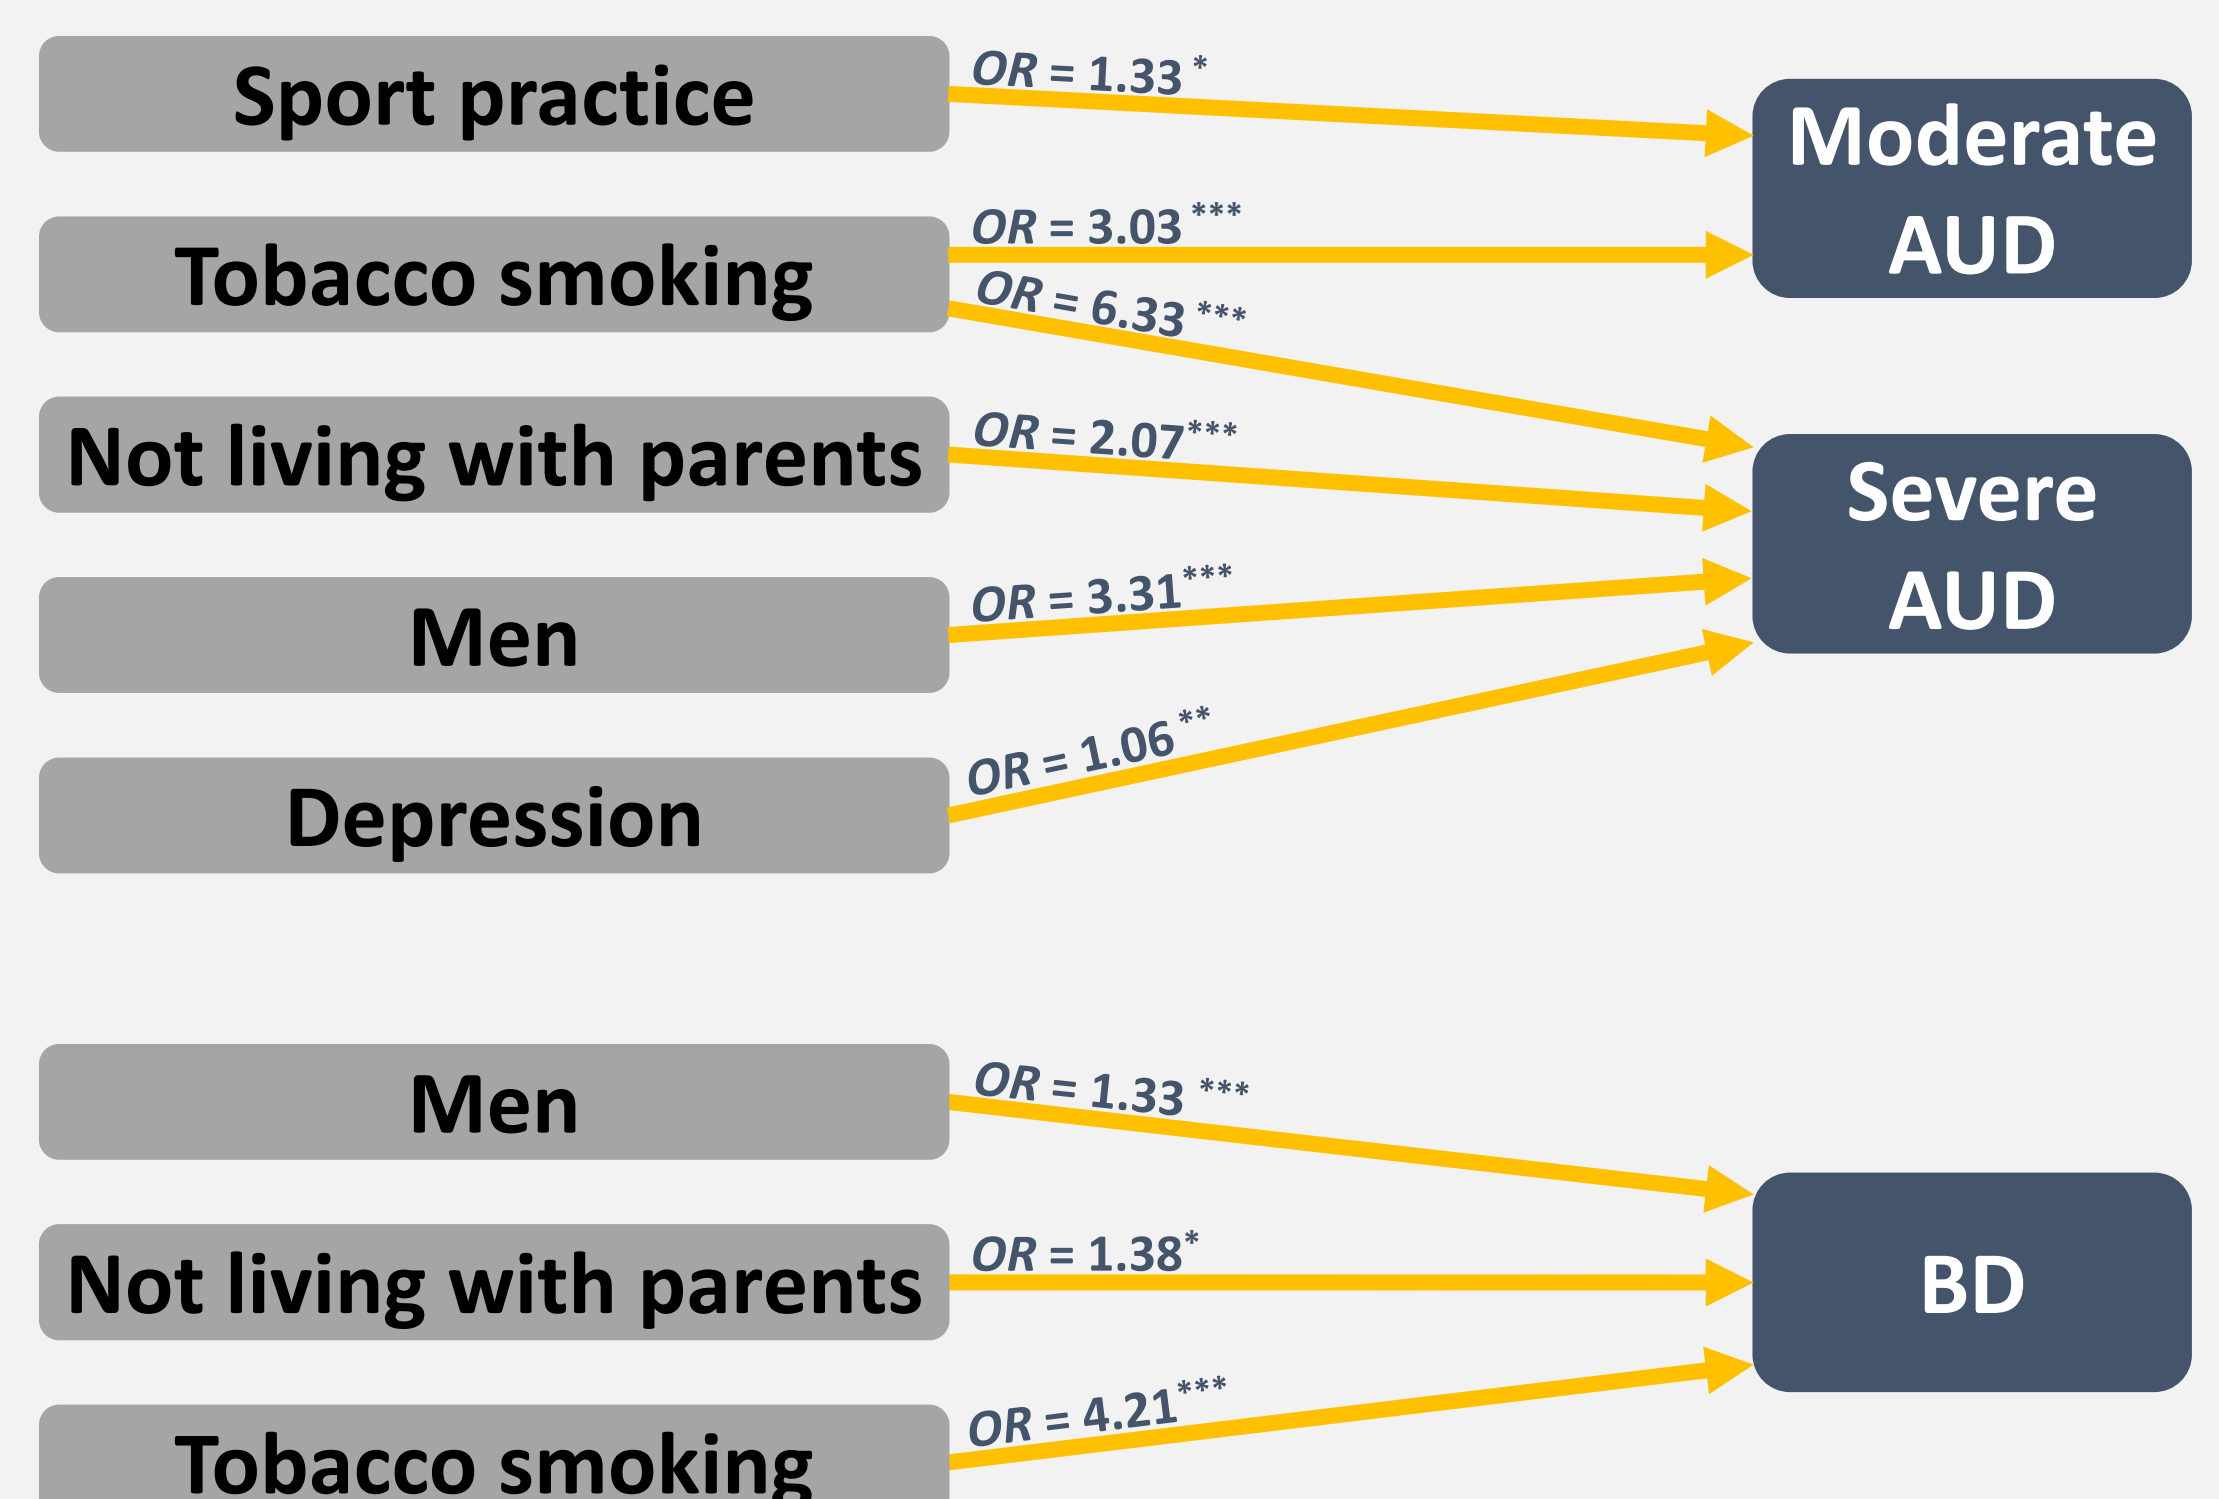 Sport practice
OR = 1.33 *
Moderate
AUD
Tobacco smoking
OR = 3.03 ***
OR = 6.33 ***
Not living with parents
OR = 2.07***
Severe
AUD
Men
OR = 3.31***
Depression
OR = 1.06 **
Men
OR = 1.33 ***
Not living with parents
OR = 1.38*
BD
Tobacco smoking
OR = 4.21***